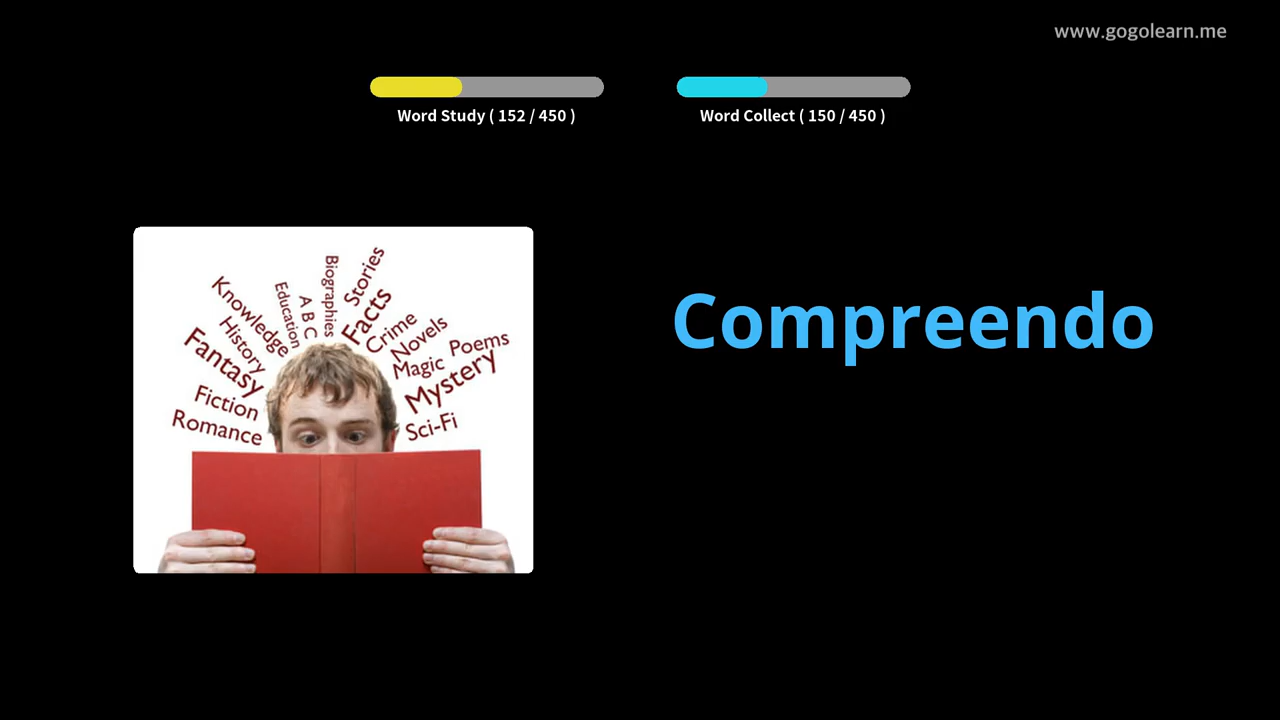 www.gogolearn.me
Word Study ( 152 / 450 )
Word Collect ( 150 / 450 )
Compreendo
Romance
Fiction
Fantasy
History
Knowledge
Education
A B C
Biographies
Stories
Facts
Crime
Novels
Magic
Poems
Mystery
Sci-Fi